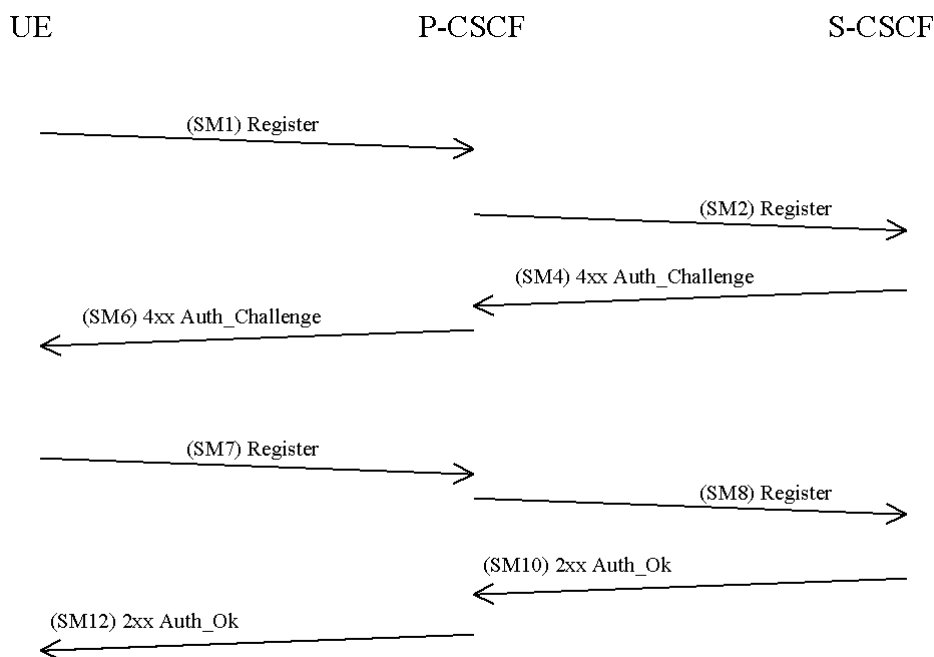 UE P-CSCF S-CSCF
(SM1) Register
(SM2) Register
(SM4) 4xx Auth_Challenge
(SM6) 4xx Auth_Challenge
(SM7) Register
(SM8) Register
(SM10) 2xx Auth_Ok
(SM12) 2xx Auth_Ok